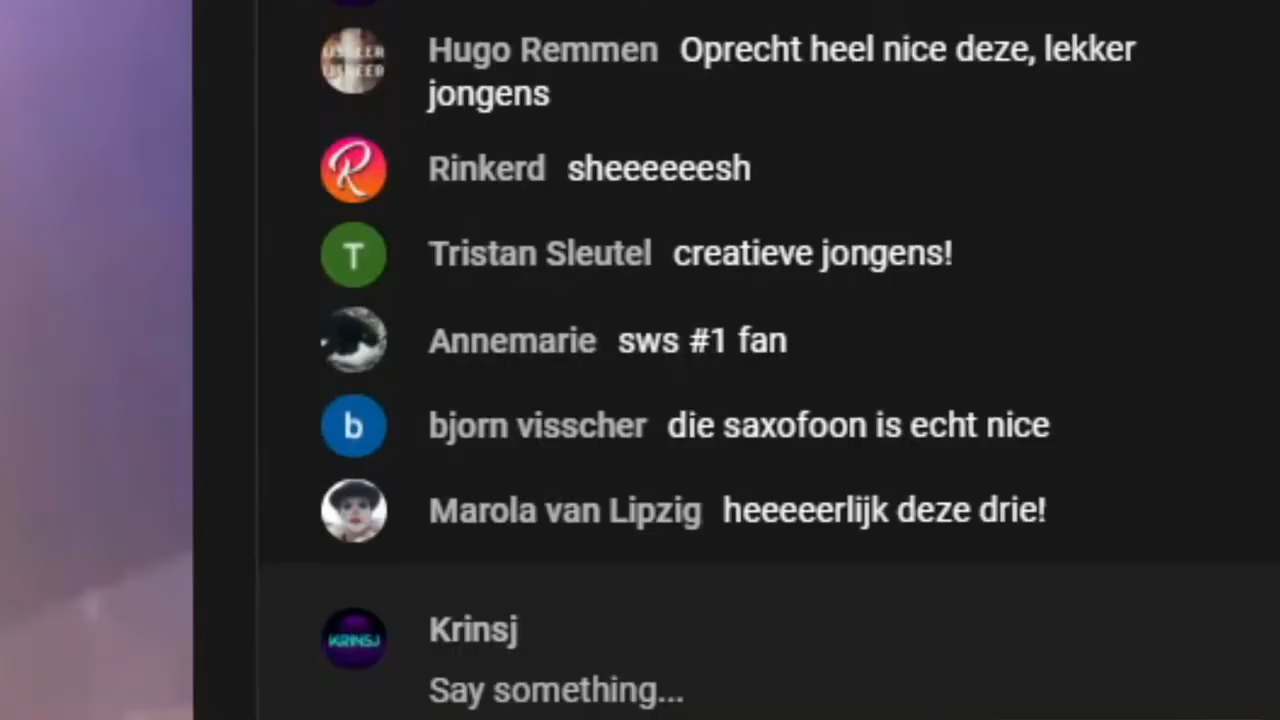 Hugo Remmen Oprecht heel nice deze, lekker
jongens
R
Rinkerd sheeeeeesh
T
Tristan Sleutel creatieve jongens!
Annemarie sws #1 fan
b
bjorn visscher die saxofoon is echt nice
Marola van Lipzig heeeeerlijk deze drie!
KRINSJ
Krinsj
Say something...